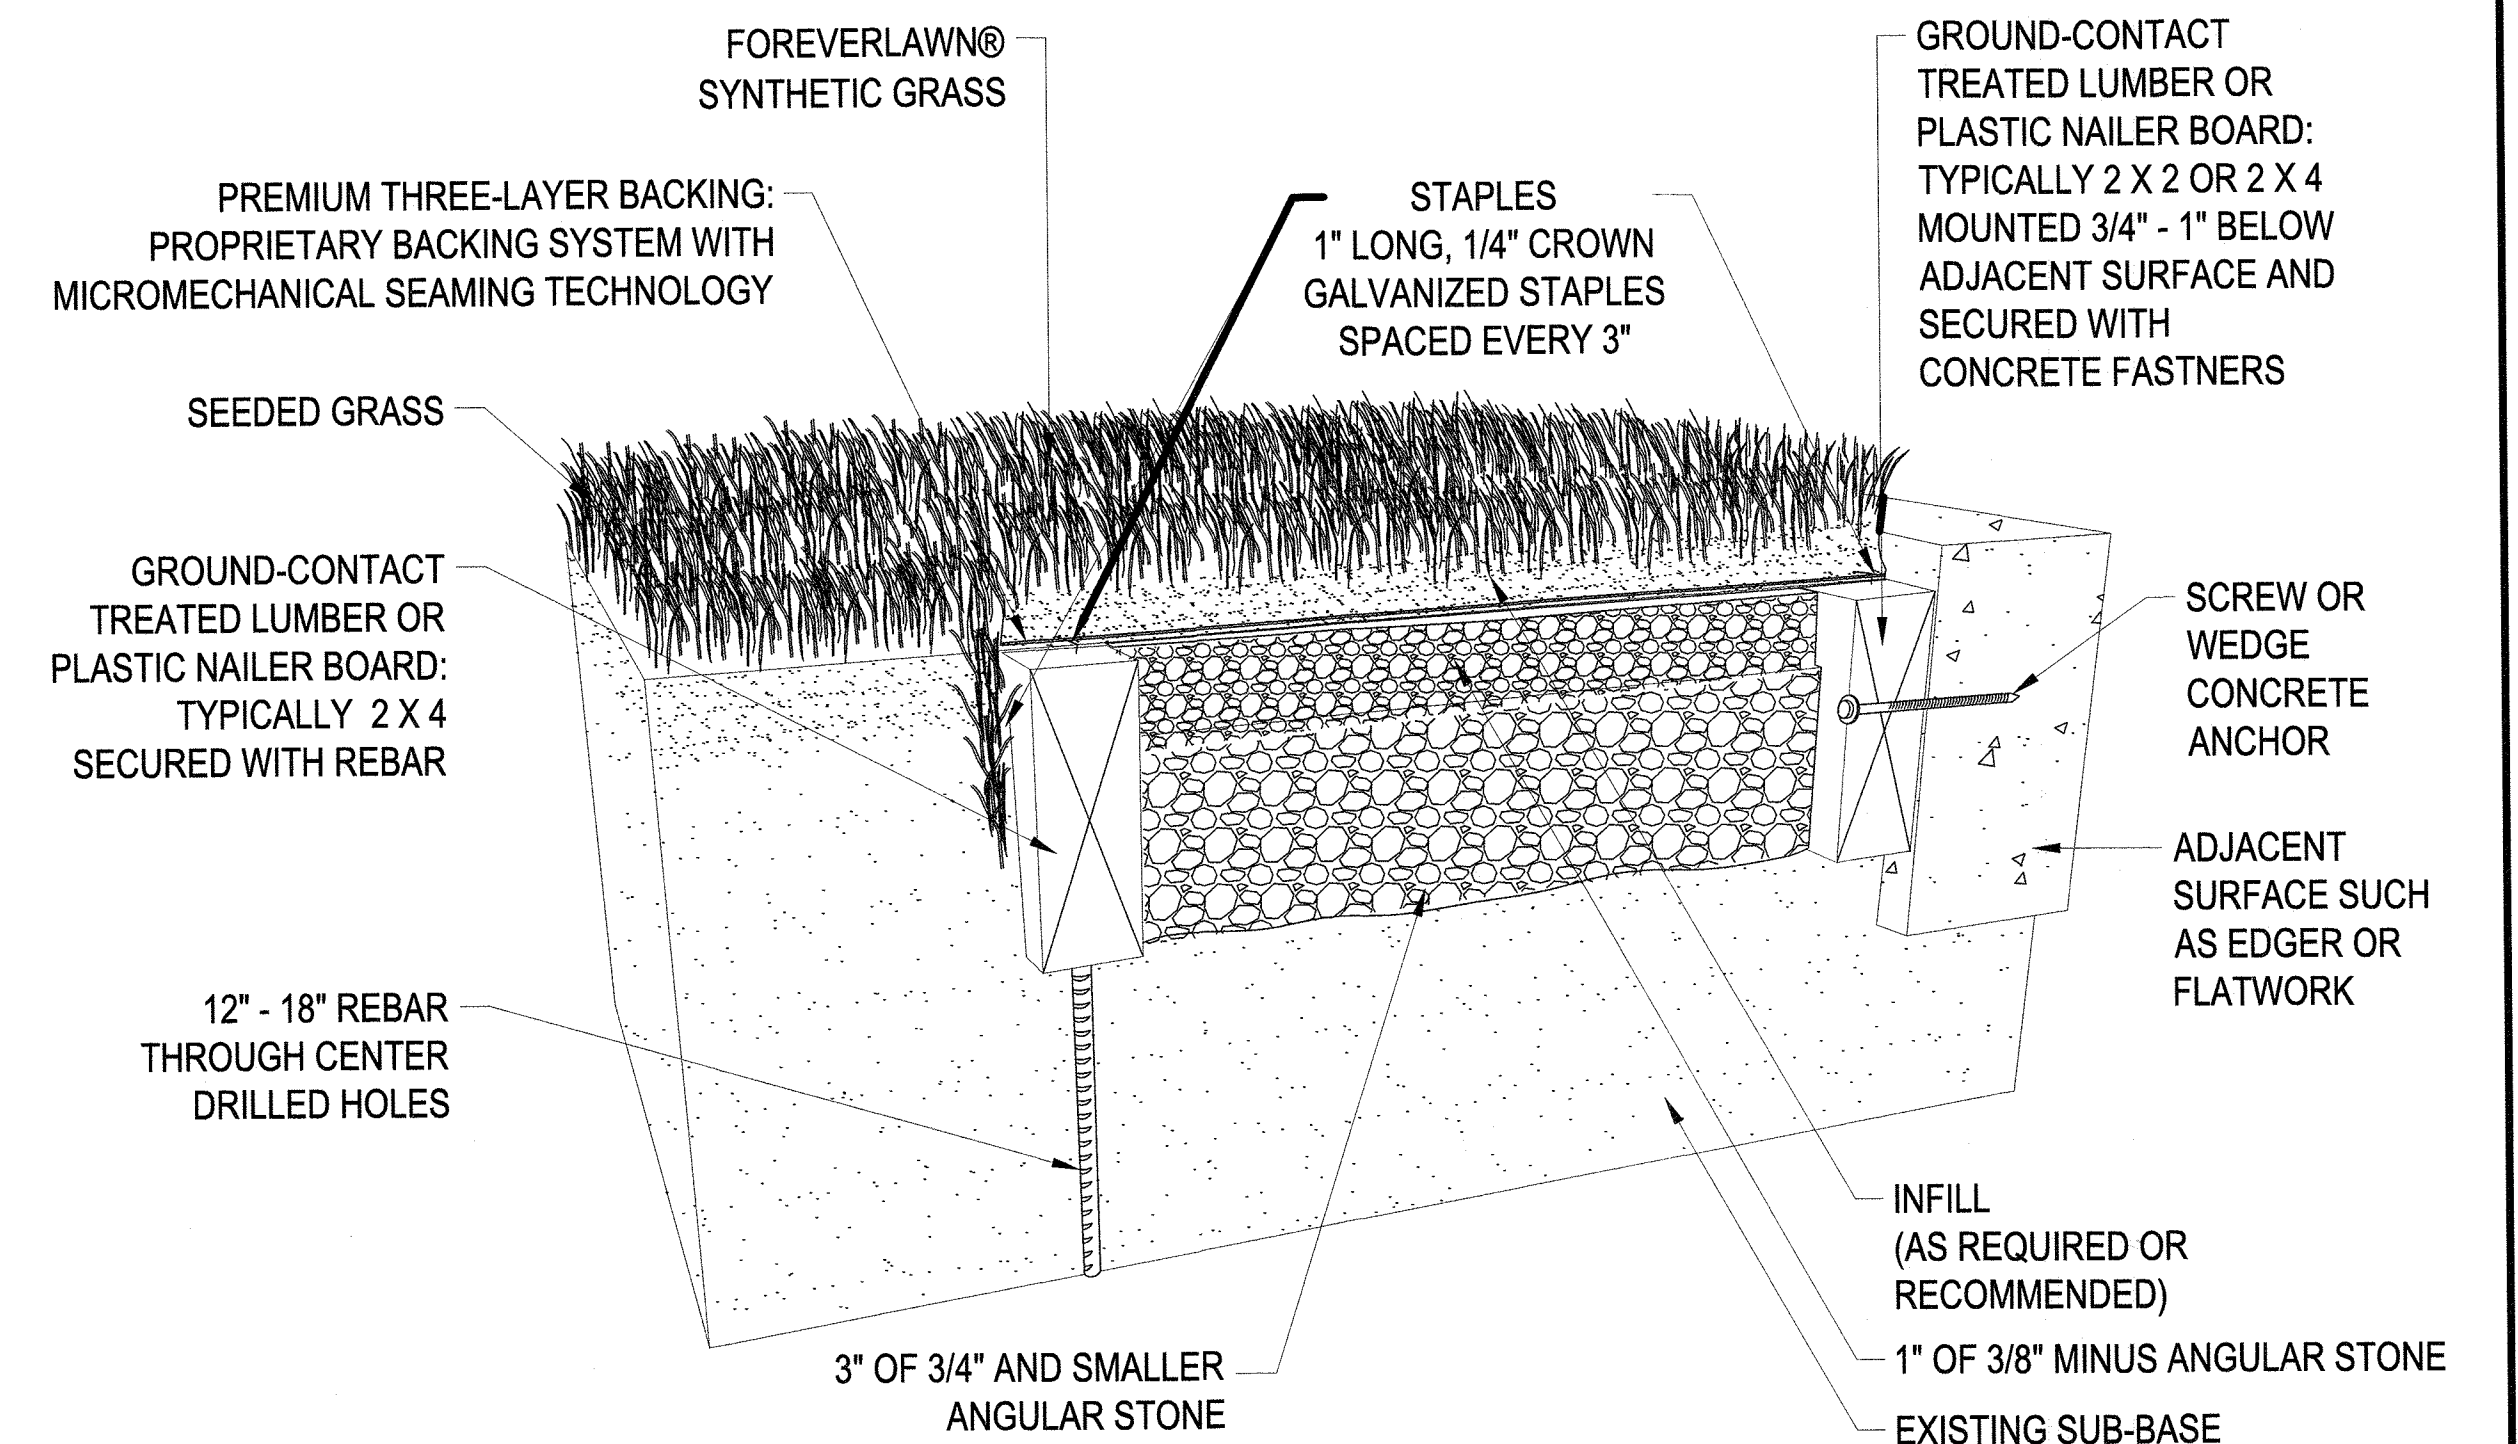 FOREVERLAWN®
SYNTHETIC GRASS
PREMIUM THREE-LAYER BACKING:
PROPRIETARY BACKING SYSTEM WITH
MICROMECHANICAL SEAMING TECHNOLOGY
STAPLES
1" LONG, 1/4" CROWN
GALVANIZED STAPLES
SPACED EVERY 3"
GROUND-CONTACT
TREATED LUMBER OR
PLASTIC NAILER BOARD:
TYPICALLY 2 X 2 OR 2 X 4
MOUNTED 3/4" - 1" BELOW
ADJACENT SURFACE AND
SECURED WITH
CONCRETE FASTNERS
SEEDED GRASS
GROUND-CONTACT
TREATED LUMBER OR
PLASTIC NAILER BOARD:
TYPICALLY 2 X 4
SECURED WITH REBAR
SCREW OR
WEDGE
CONCRETE
ANCHOR
ADJACENT
SURFACE SUCH
AS EDGER OR
FLATWORK
12" - 18" REBAR
THROUGH CENTER
DRILLED HOLES
INFILL
(AS REQUIRED OR
RECOMMENDED)
3" OF 3/4" AND SMALLER
ANGULAR STONE
1" OF 3/8" MINUS ANGULAR STONE
EXISTING SUB-BASE